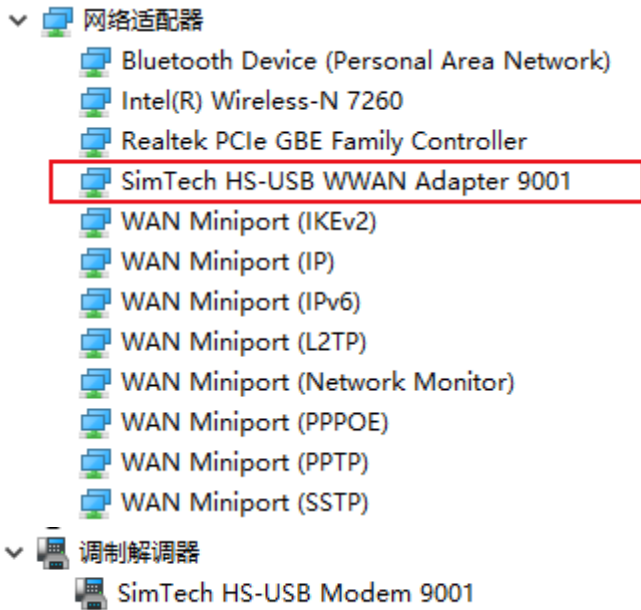 网络适配器
Bluetooth Device (Personal Area Network)
Intel(R) Wireless-N 7260
Realtek PCIe GBE Family Controller
SimTech HS-USB WWAN Adapter 9001
WAN Miniport (IKEv2)
WAN Miniport (IP)
WAN Miniport (IPv6)
WAN Miniport (L2TP)
WAN Miniport (Network Monitor)
WAN Miniport (PPPOE)
WAN Miniport (PPTP)
WAN Miniport (SSTP)
调制解调器
SimTech HS-USB Modem 9001